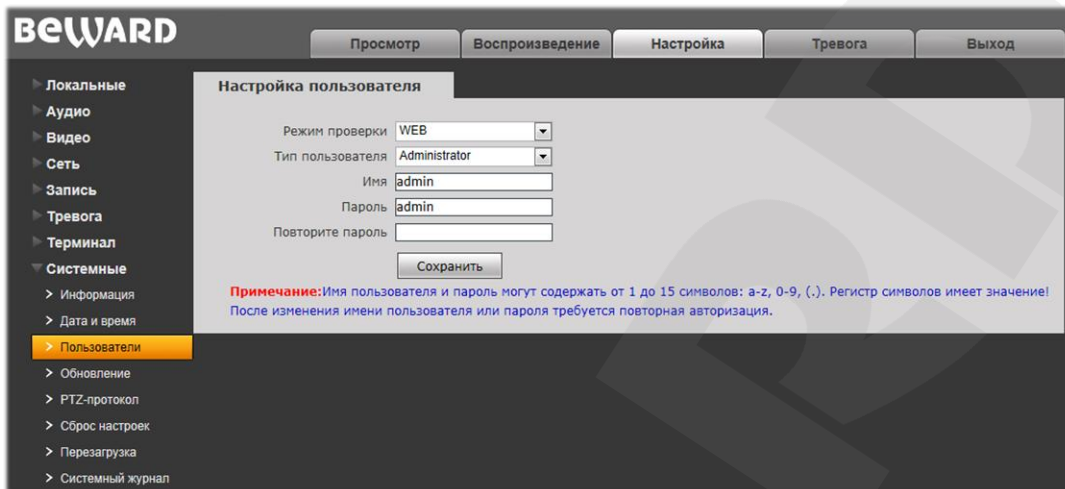 BEWARD
Просмотр Воспроизведение Настройка Тревога Выход
Локальные
Аудио
Видео
Сеть
Запись
Тревога
Терминал
Системные
Информация
Дата и время
Пользователи
Обновление
PTZ-протокол
Сброс настроек
Перезагрузка
Системный журнал
Настройка пользователя
Режим проверки WEB
Тип пользователя Administrator
Имя admin
Пароль admin
Повторите пароль
Сохранить
Примечание:Имя пользователя и пароль могут содержать от 1 до 15 символов: a-z, 0-9, (.). Регистр символов имеет значение!
После изменения имени пользователя или пароля требуется повторная авторизация.